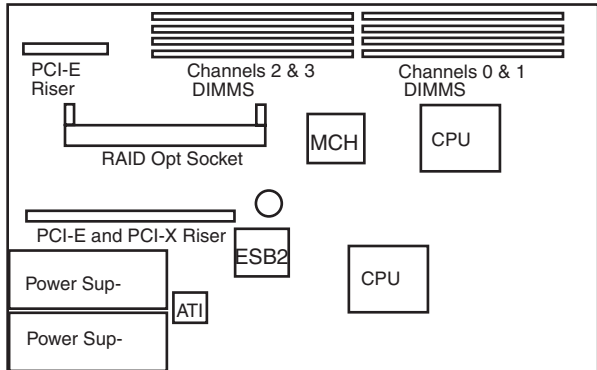 PCI-E
Riser
Channels 2 & 3
DIMMS
Channels 0 & 1
DIMMS
RAID Opt Socket
MCH
CPU
PCI-E and PCI-X Riser
ESB2
CPU
Power Sup-
ATI
Power Sup-